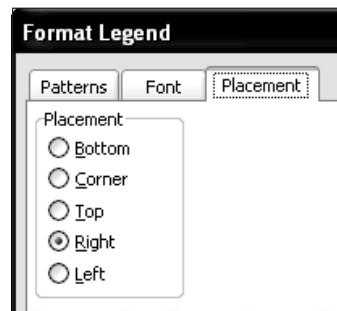 Format Legend
Patterns Font Placement
Placement
Bottom
Corner
Top
Right
Left